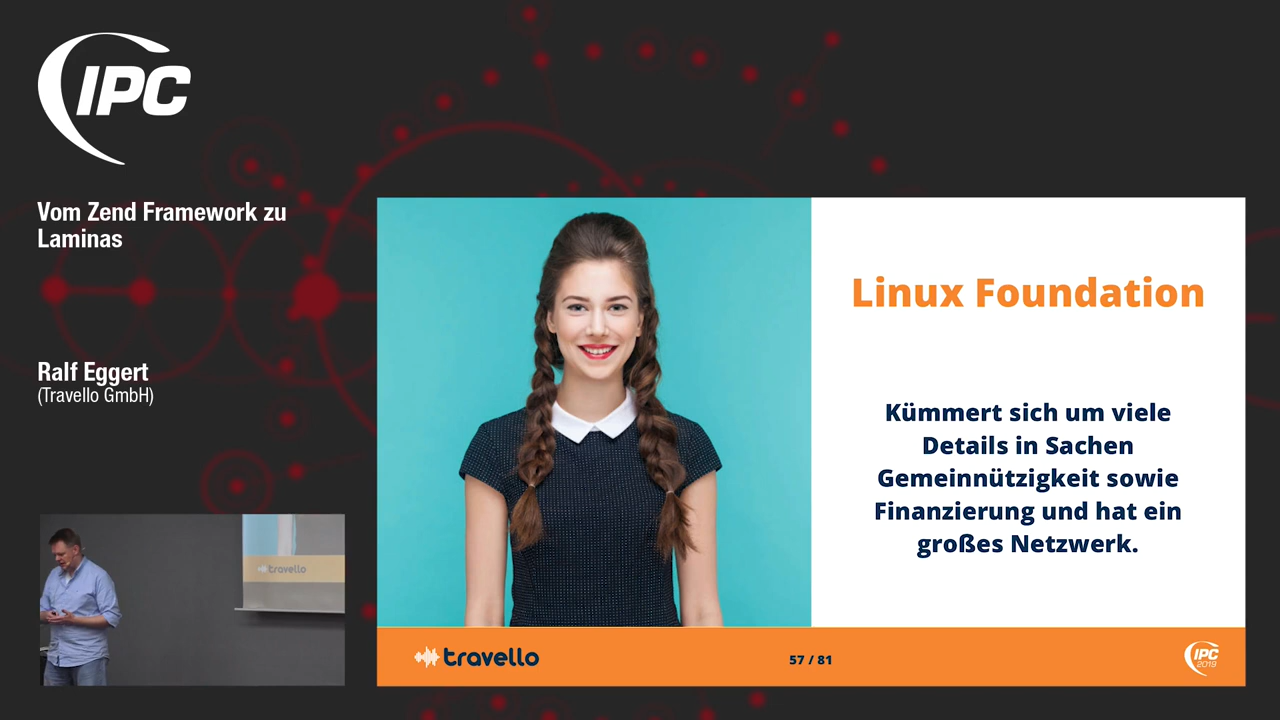 IPC
Vom Zend Framework zu
Laminas
Ralf Eggert
(Travello GmbH)
travello
Linux Foundation
Kümmert sich um viele
Details in Sachen
Gemeinnützigkeit sowie
Finanzierung und hat ein
großes Netzwerk.
travello
57 / 81
IPC
2019